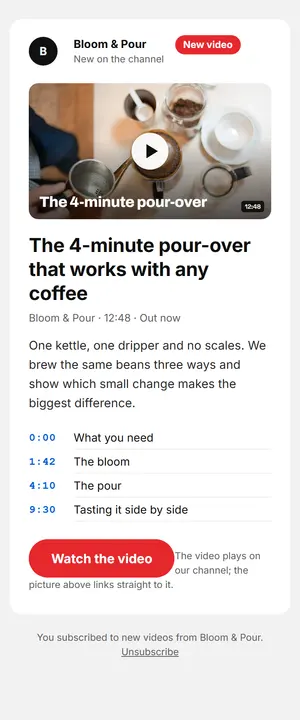 B
Bloom & Pour
New on the channel
New video
The 4-minute pour-over
12:48
The 4-minute pour-over
that works with any
coffee
Bloom & Pour · 12:48 · Out now
One kettle, one dripper and no scales. We
brew the same beans three ways and
show which small change makes the
biggest difference.
0:00 What you need
1:42 The bloom
4:10 The pour
9:30 Tasting it side by side
Watch the video
The video plays on
our channel; the
picture above links straight to it.
You subscribed to new videos from Bloom & Pour.
Unsubscribe